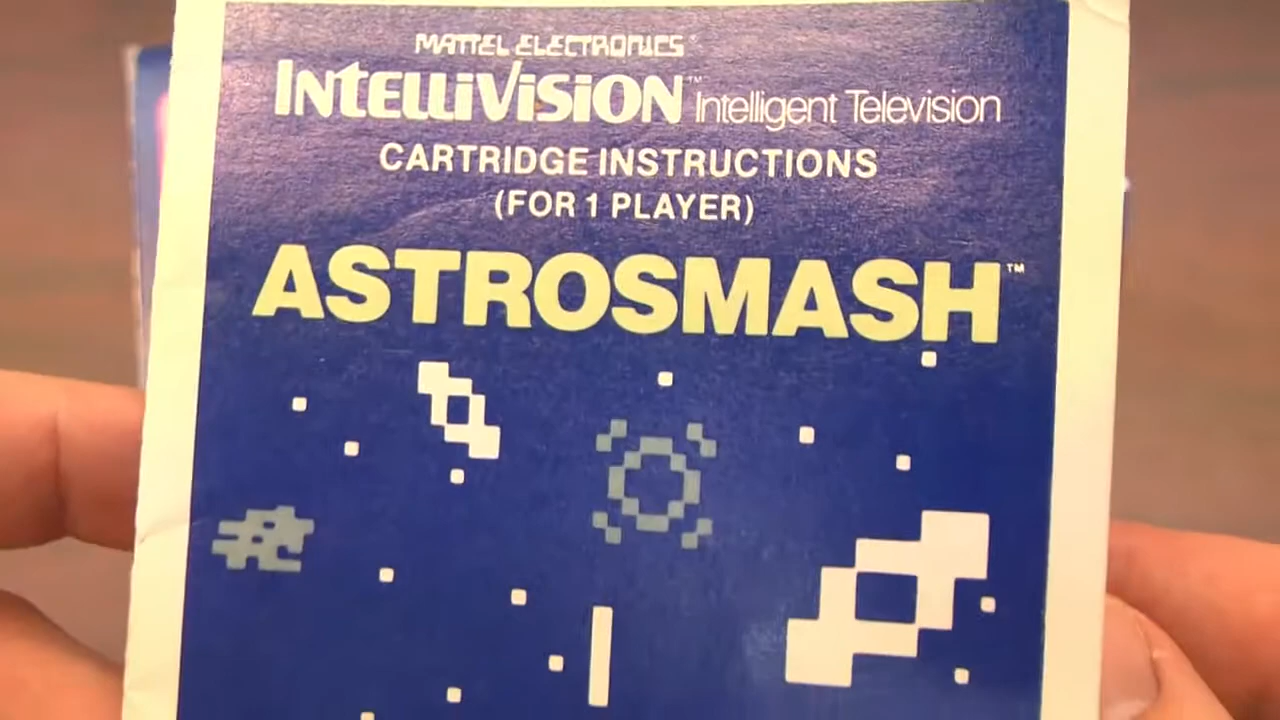 MATTEL ELECTRONICS®
INTELLIVISION™ Intelligent Television
CARTRIDGE INSTRUCTIONS
(FOR 1 PLAYER)
ASTROSMASH™